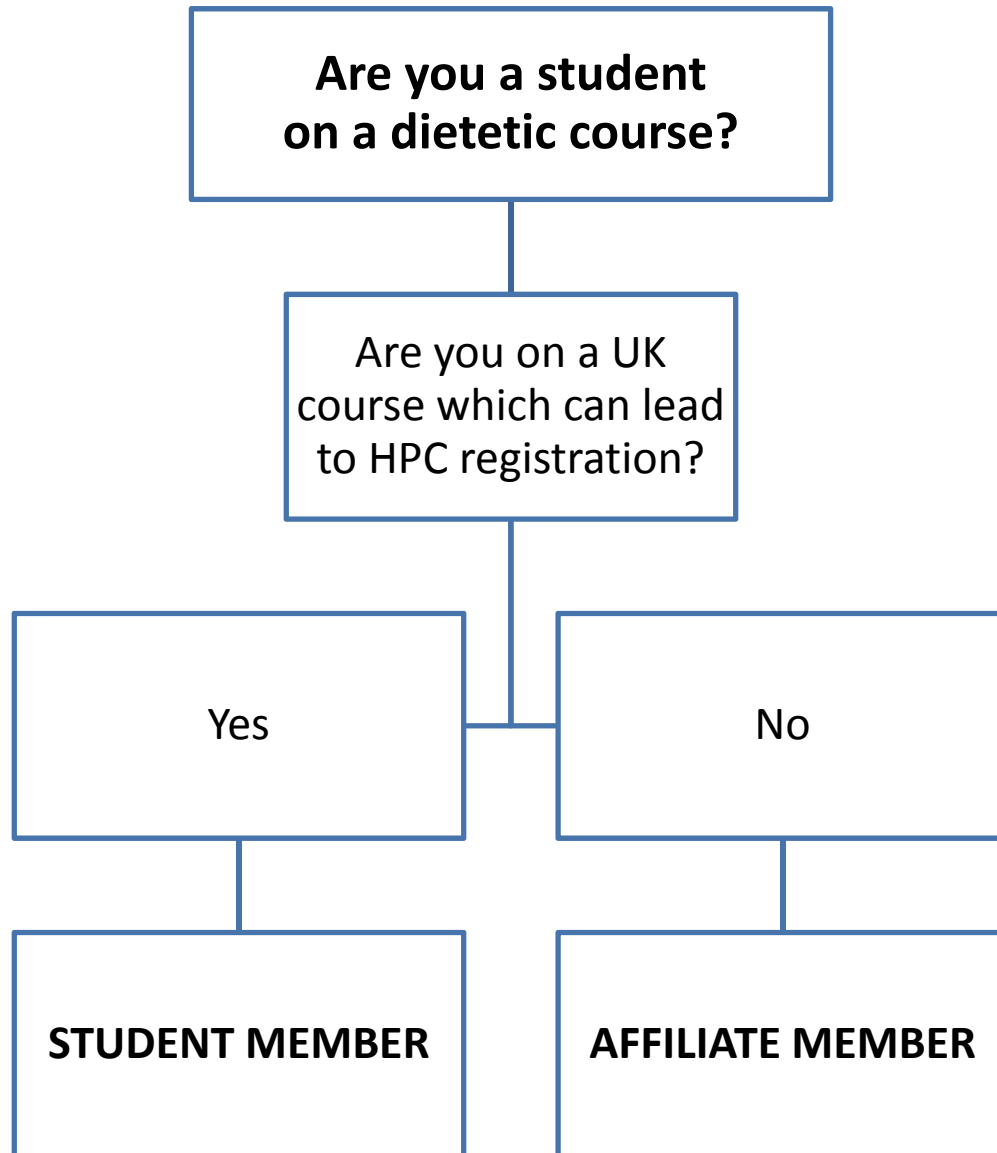 Are you a student
on a dietetic course?
Are you on a UK
course which can lead
to HPC registration?
Yes
No
STUDENT MEMBER
AFFILIATE MEMBER